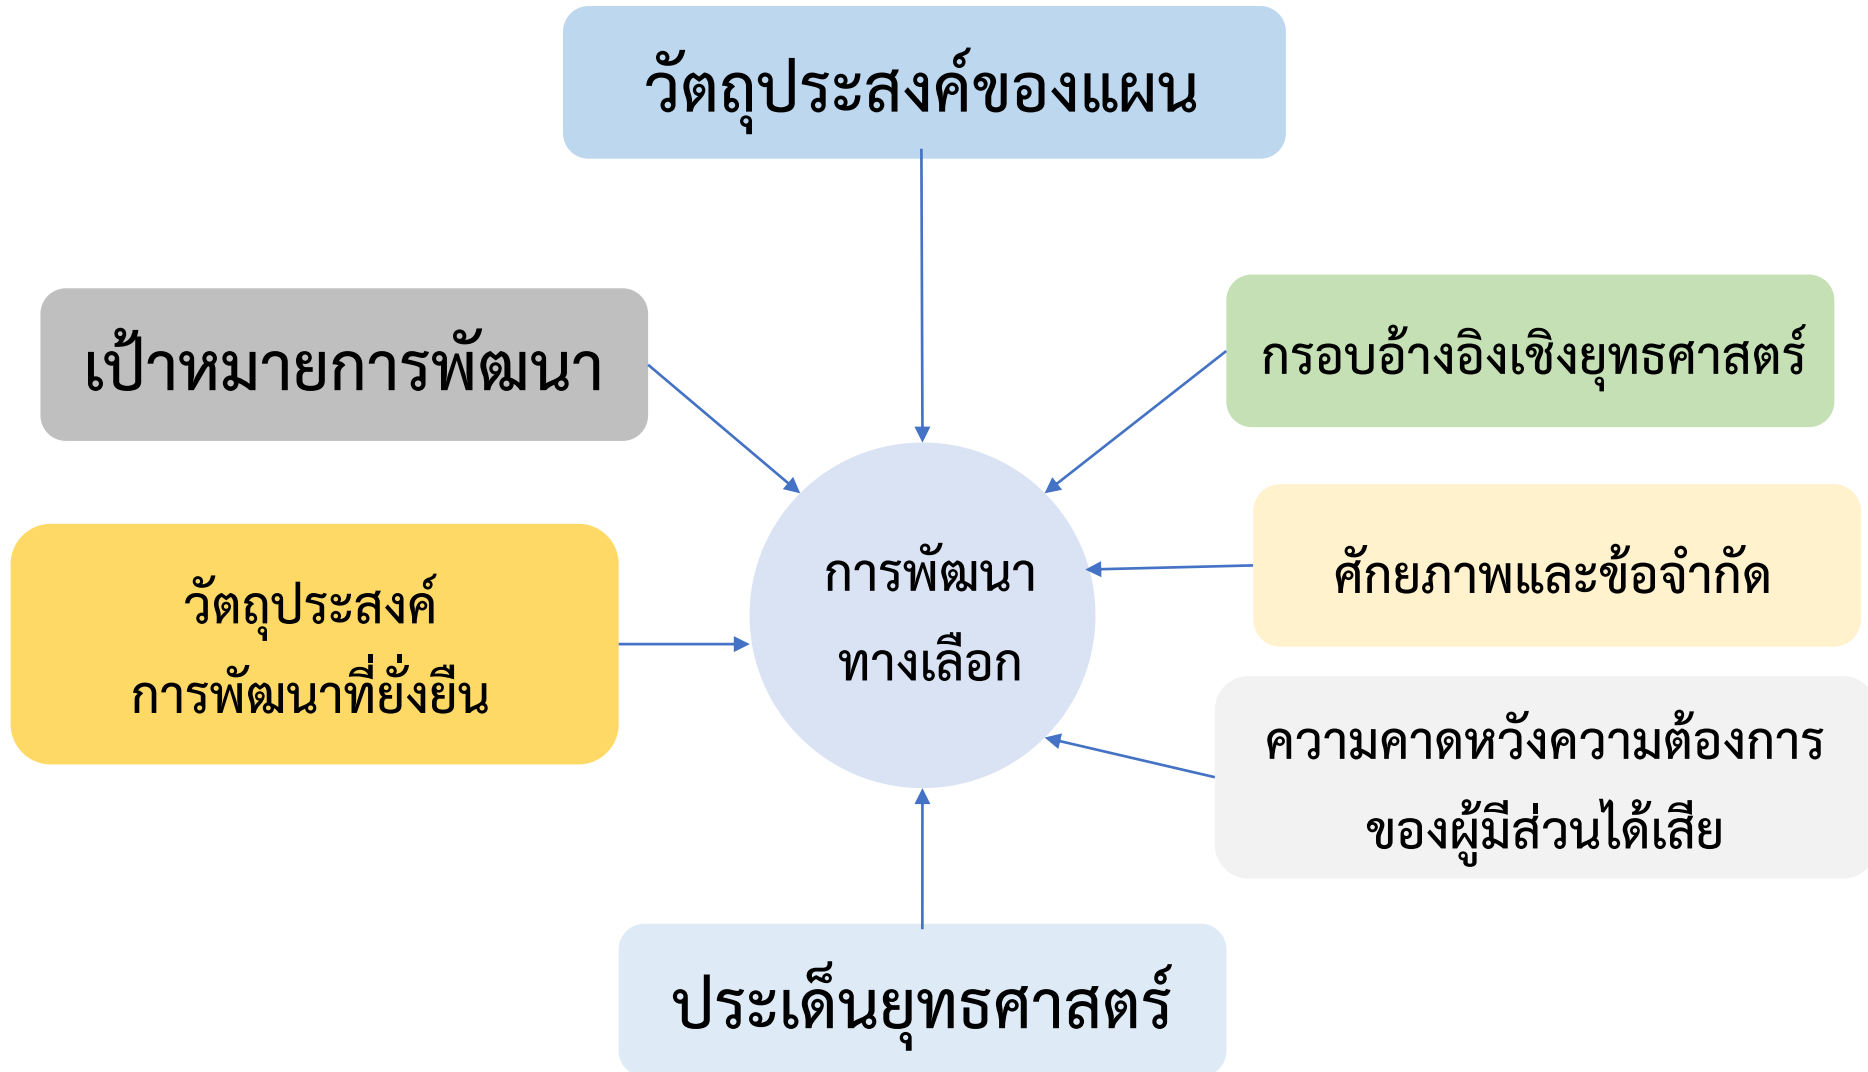 วัตถุประสงค์ของแผน
เป้าหมายการพัฒนา
กรอบอ้างอิงเชิงยุทธศาสตร์
วัตถุประสงค์
การพัฒนาที่ยั่งยืน
การพัฒนา
ทางเลือก
ศักยภาพและข้อจำกัด
ความคาดหวังความต้องการ
ของผู้มีส่วนได้เสีย
ประเด็นยุทธศาสตร์